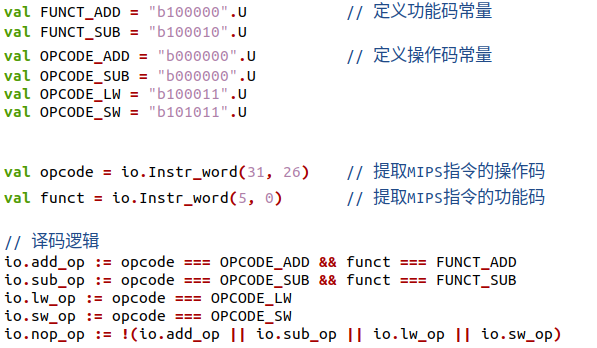 val FUNCT_ADD = "b100000".U // 定义功能码常量
val FUNCT_SUB = "b100010".U
val OPCODE_ADD = "b000000".U // 定义操作码常量
val OPCODE_SUB = "b000000".U
val OPCODE_LW = "b100011".U
val OPCODE_SW = "b101011".U
val opcode = io.Instr_word(31, 26) // 提取MIPS指令的操作码
val funct = io.Instr_word(5, 0) // 提取MIPS指令的功能码
// 译码逻辑
io.add_op := opcode === OPCODE_ADD && funct === FUNCT_ADD
io.sub_op := opcode === OPCODE_SUB && funct === FUNCT_SUB
io.lw_op := opcode === OPCODE_LW
io.sw_op := opcode === OPCODE_SW
io.nop_op := !(io.add_op || io.sub_op || io.lw_op || io.sw_op)